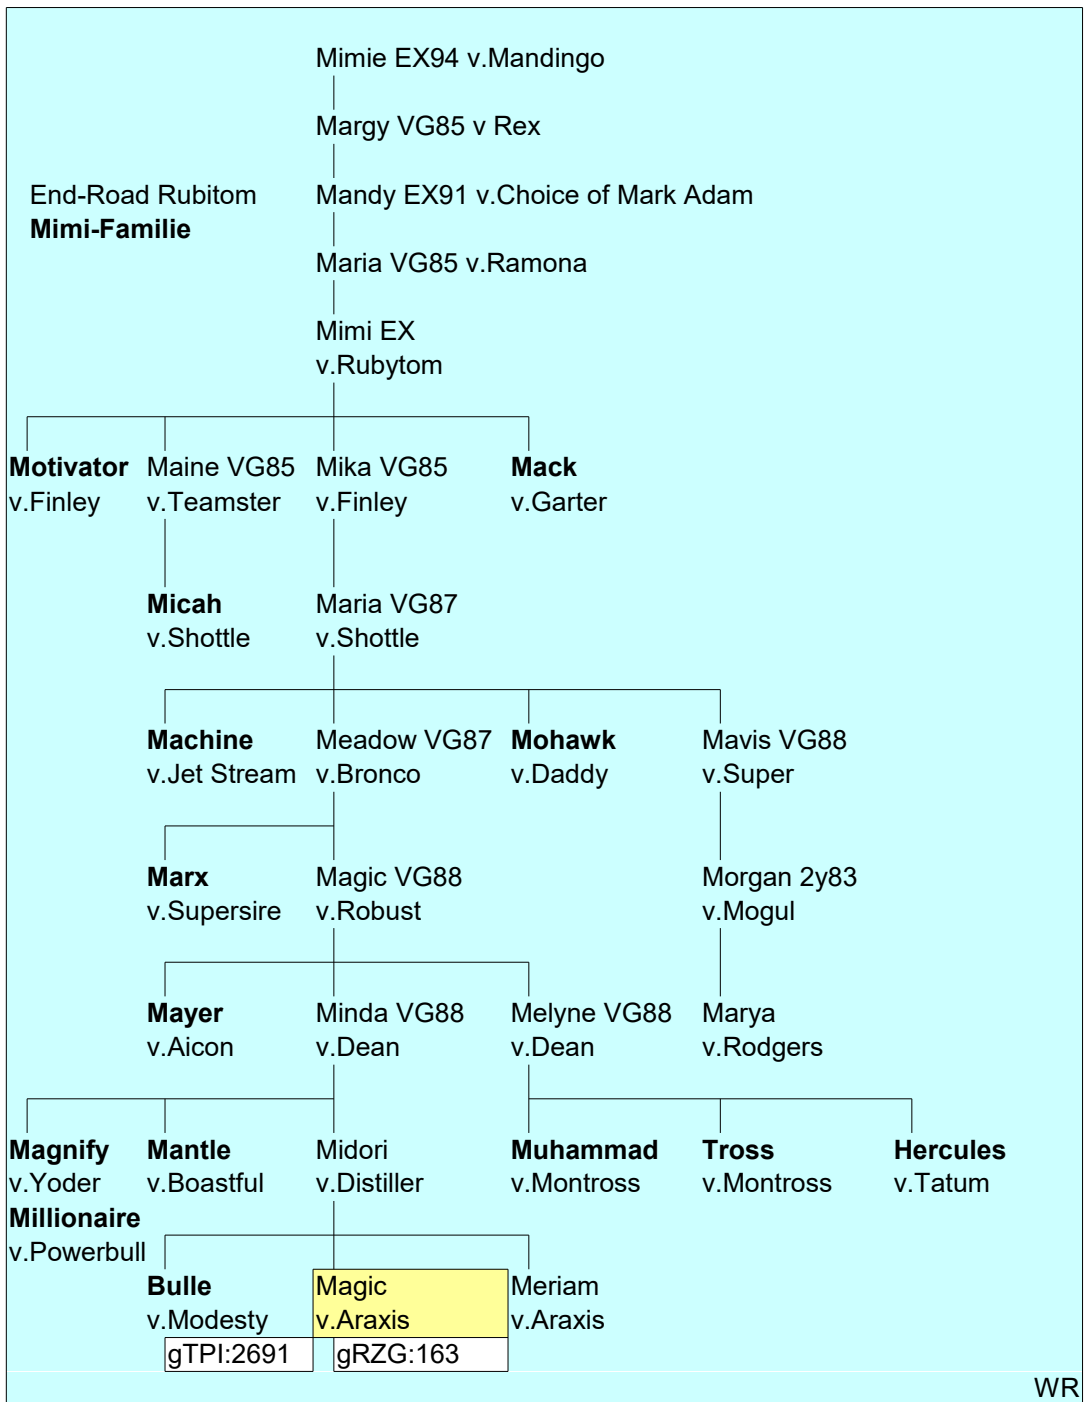 Mimie EX94 v.Mandingo
Margy VG85 v Rex
End-Road Rubitom
Mandy EX91 v.Choice of Mark Adam
Mimi-Familie
Maria VG85 v.Ramona
Mimi EX
v.Rubytom
Motivator Maine VG85 Mika VG85 Mack
v.Finley v.Teamster v.Finley v.Garter
Micah Maria VG87
v.Shottle v.Shottle
Machine Meadow VG87 Mohawk Mavis VG88
v.Jet Stream v.Bronco v.Daddy v.Super
Marx Magic VG88 Morgan 2y83
v.Supersire v.Robust v.Mogul
Mayer Minda VG88 Melyne VG88 Marya
v.Aicon v.Dean v.Dean v.Rodgers
Magnify Mantle Midori Muhammad Tross Hercules
v.Yoder v.Boastful v.Distiller v.Montross v.Montross v.Tatum
Millionaire
v.Powerbull
Bulle Magic Meriam
v.Modesty v.Araxis v.Araxis
gTPI:2691 gRZG:163
WR